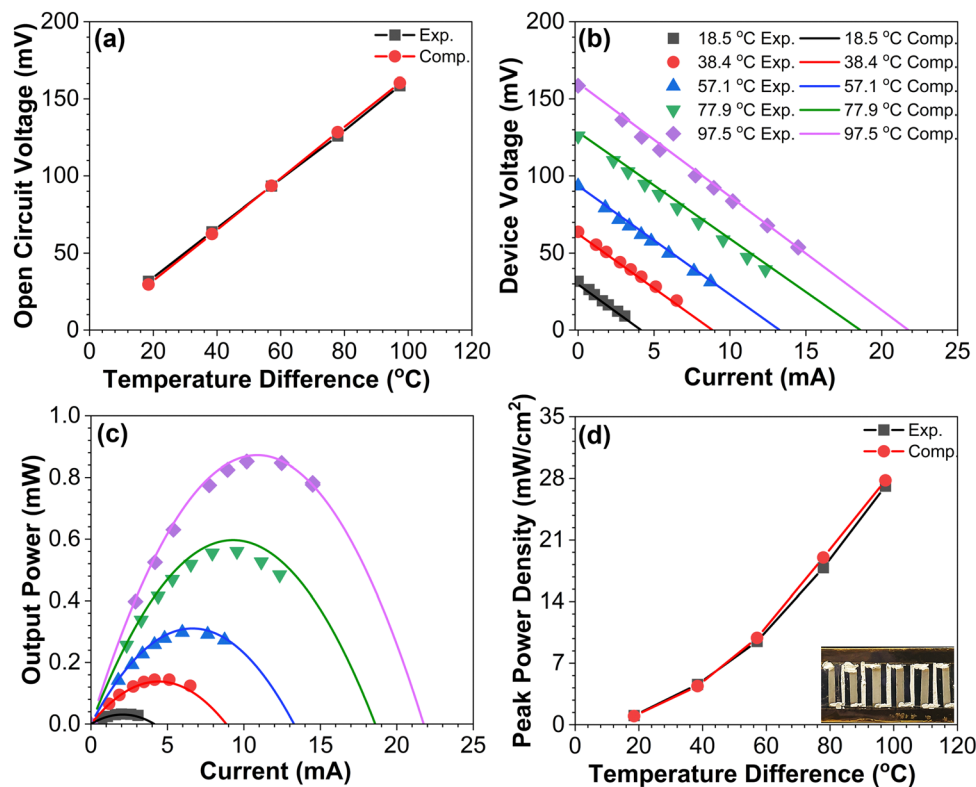 (a)
Exp.
Comp.
Open Circuit Voltage (mV)
200
150
100
50
0
0 20 40 60 80 100 120
Temperature Difference (°C)
(b)
18.5 °C Exp. 18.5 °C Comp.
38.4 °C Exp. 38.4 °C Comp.
57.1 °C Exp. 57.1 °C Comp.
77.9 °C Exp. 77.9 °C Comp.
97.5 °C Exp. 97.5 °C Comp.
Device Voltage (mV)
200
150
100
50
0
0 5 10 15 20 25
Current (mA)
(c)
Output Power (mW)
1.0
0.8
0.6
0.4
0.2
0.0
0 5 10 15 20 25
Current (mA)
(d)
Exp.
Comp.
Peak Power Density (mW/cm²)
35
28
21
14
7
0
0 20 40 60 80 100 120
Temperature Difference (°C)